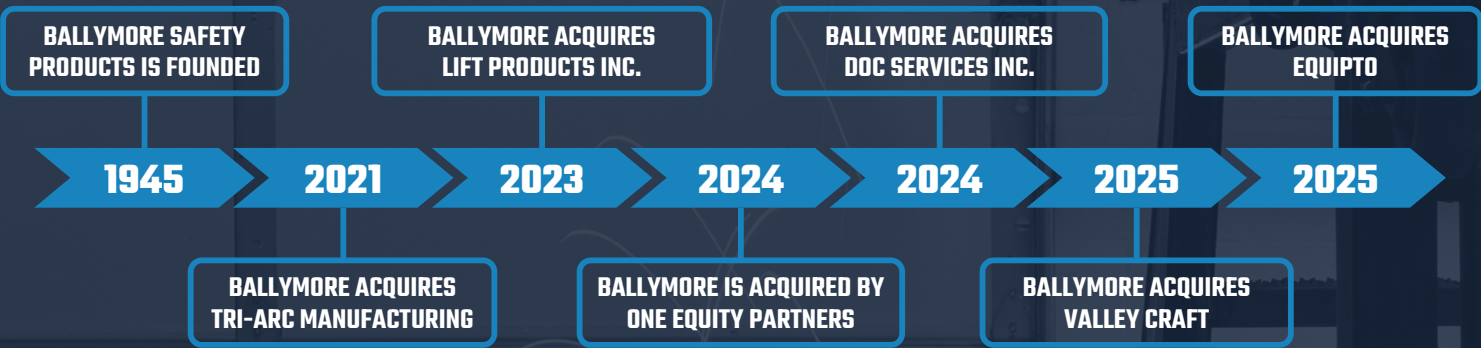 BALLYMORE SAFETY
PRODUCTS IS FOUNDED
BALLYMORE ACQUIRES
LIFT PRODUCTS INC.
BALLYMORE ACQUIRES
DOC SERVICES INC.
BALLYMORE ACQUIRES
EQUIPTO
1945
2021
2023
2024
2024
2025
2025
BALLYMORE ACQUIRES
TRI-ARC MANUFACTURING
BALLYMORE IS ACQUIRED BY
ONE EQUITY PARTNERS
BALLYMORE ACQUIRES
VALLEY CRAFT